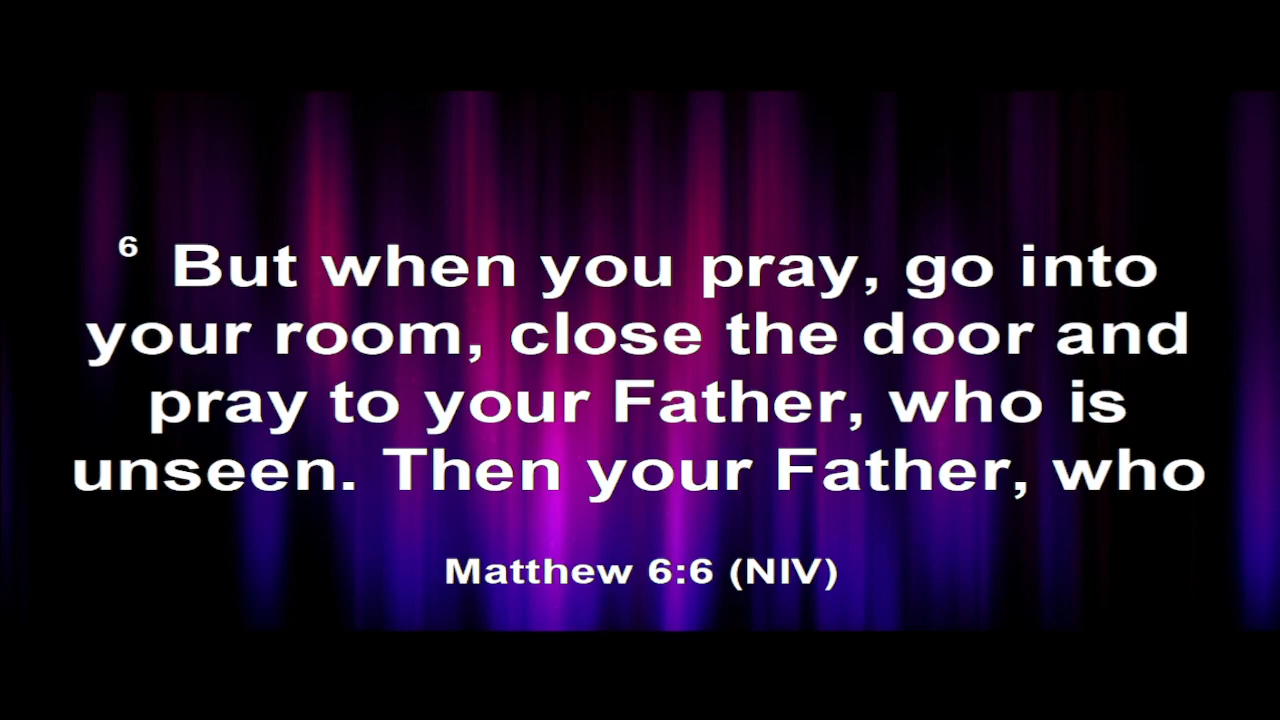 6 But when you pray, go into
your room, close the door and
pray to your Father, who is
unseen. Then your Father, who
Matthew 6:6 (NIV)